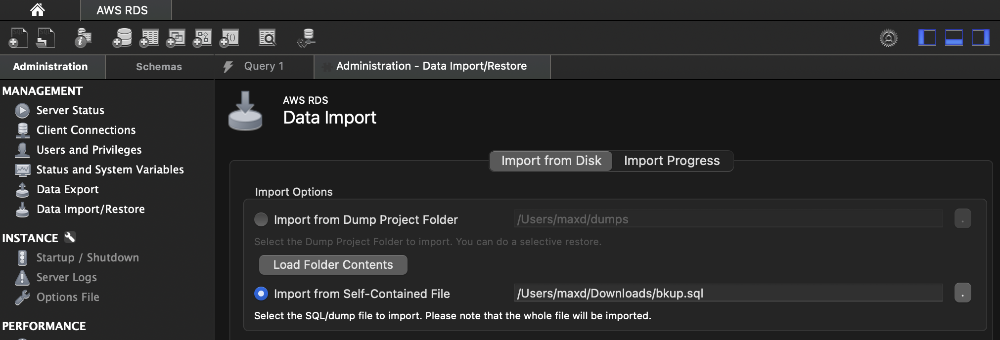 AWS RDS
Administration
Schemas
Query 1
Administration - Data Import/Restore
MANAGEMENT
Server Status
Client Connections
Users and Privileges
Status and System Variables
Data Export
Data Import/Restore
INSTANCE
Startup / Shutdown
Server Logs
Options File
PERFORMANCE
AWS RDS
Data Import
Import from Disk
Import Progress
Import Options
Import from Dump Project Folder
/Users/maxd/dumps
.
Select the Dump Project Folder to import. You can do a selective restore.
Load Folder Contents
Import from Self-Contained File
/Users/maxd/Downloads/bkup.sql
.
Select the SQL/dump file to import. Please note that the whole file will be imported.